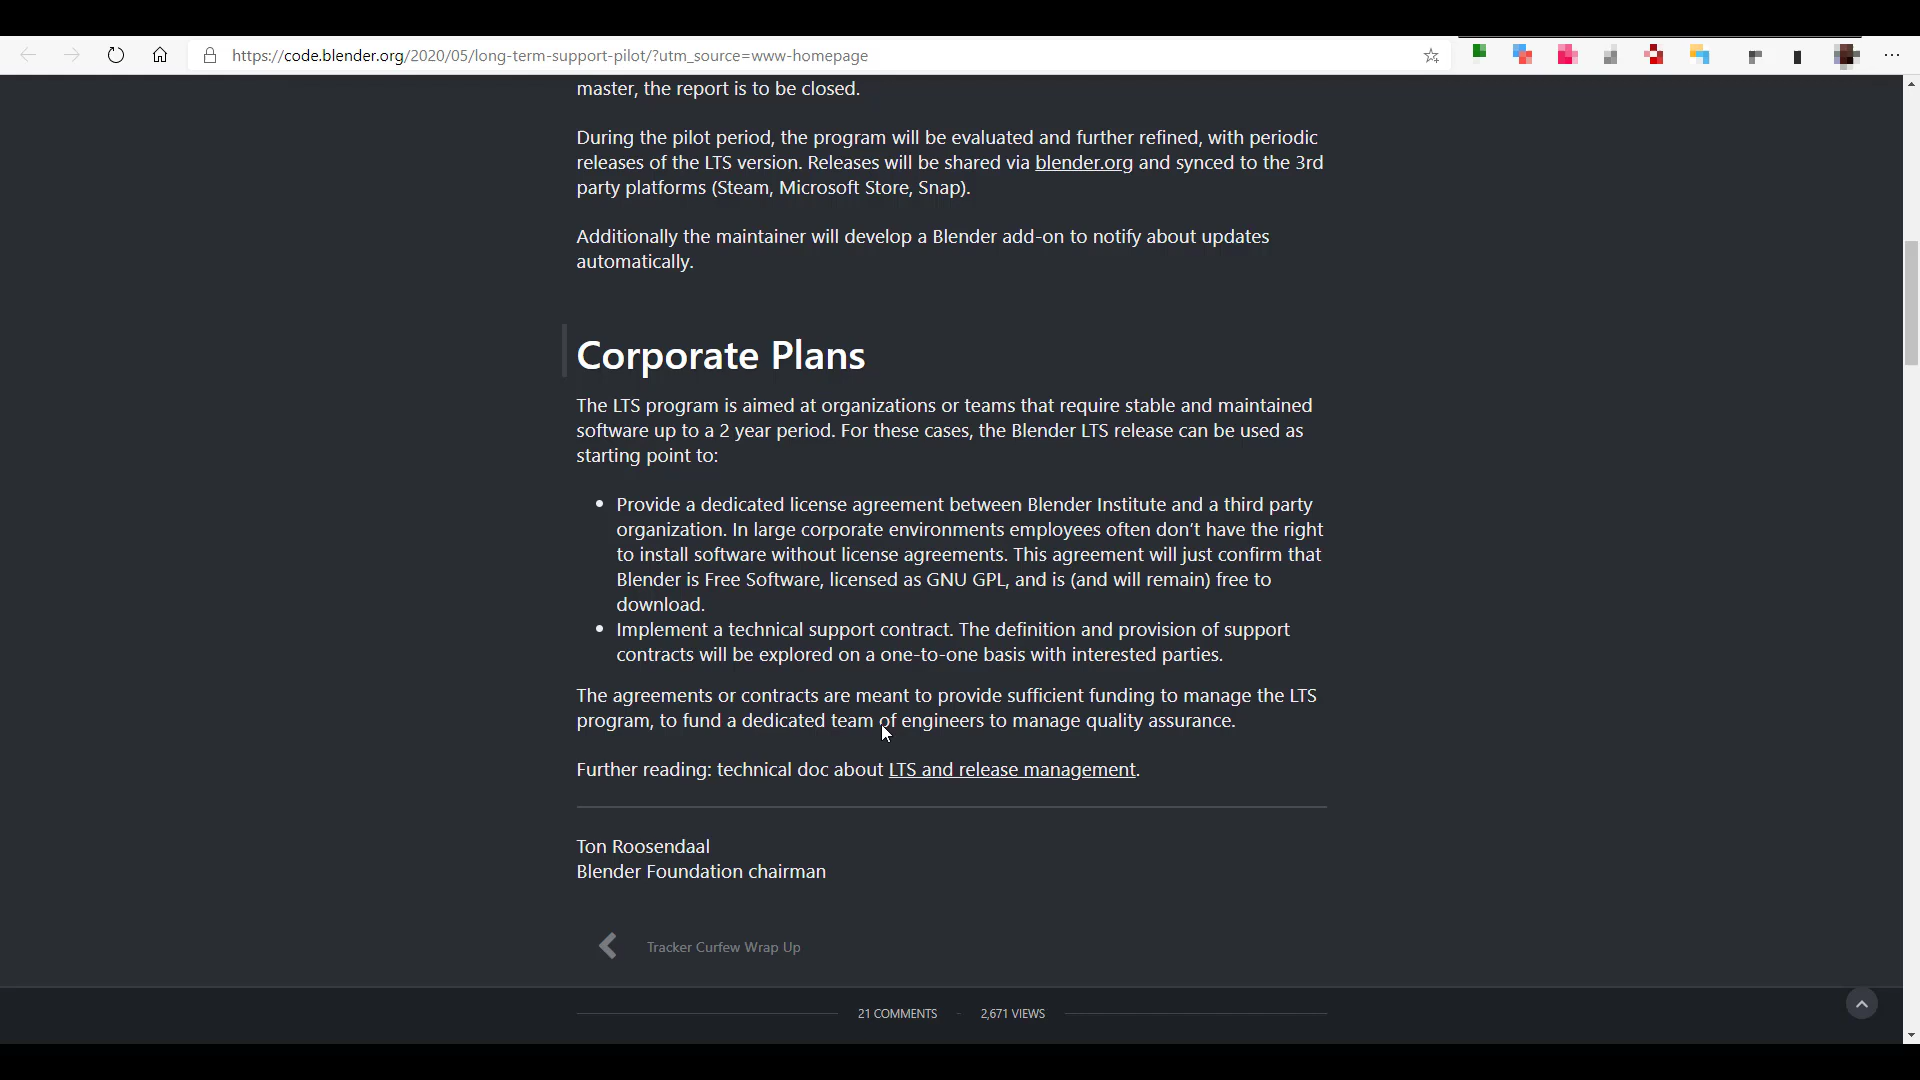 https://code.blender.org/2020/05/long-term-support-pilot/?utm_source=www-homepage
master, the report is to be closed.
During the pilot period, the program will be evaluated and further refined, with periodic
releases of the LTS version. Releases will be shared via blender.org and synced to the 3rd
party platforms (Steam, Microsoft Store, Snap).
Additionally the maintainer will develop a Blender add-on to notify about updates
automatically.
Corporate Plans
The LTS program is aimed at organizations or teams that require stable and maintained
software up to a 2 year period. For these cases, the Blender LTS release can be used as
starting point to:
• Provide a dedicated license agreement between Blender Institute and a third party
organization. In large corporate environments employees often don’t have the right
to install software without license agreements. This agreement will just confirm that
Blender is Free Software, licensed as GNU GPL, and is (and will remain) free to
download.
• Implement a technical support contract. The definition and provision of support
contracts will be explored on a one-to-one basis with interested parties.
The agreements or contracts are meant to provide sufficient funding to manage the LTS
program, to fund a dedicated team of engineers to manage quality assurance.
Further reading: technical doc about LTS and release management.
Ton Roosendaal
Blender Foundation chairman
Tracker Curfew Wrap Up
21 COMMENTS - 2,671 VIEWS